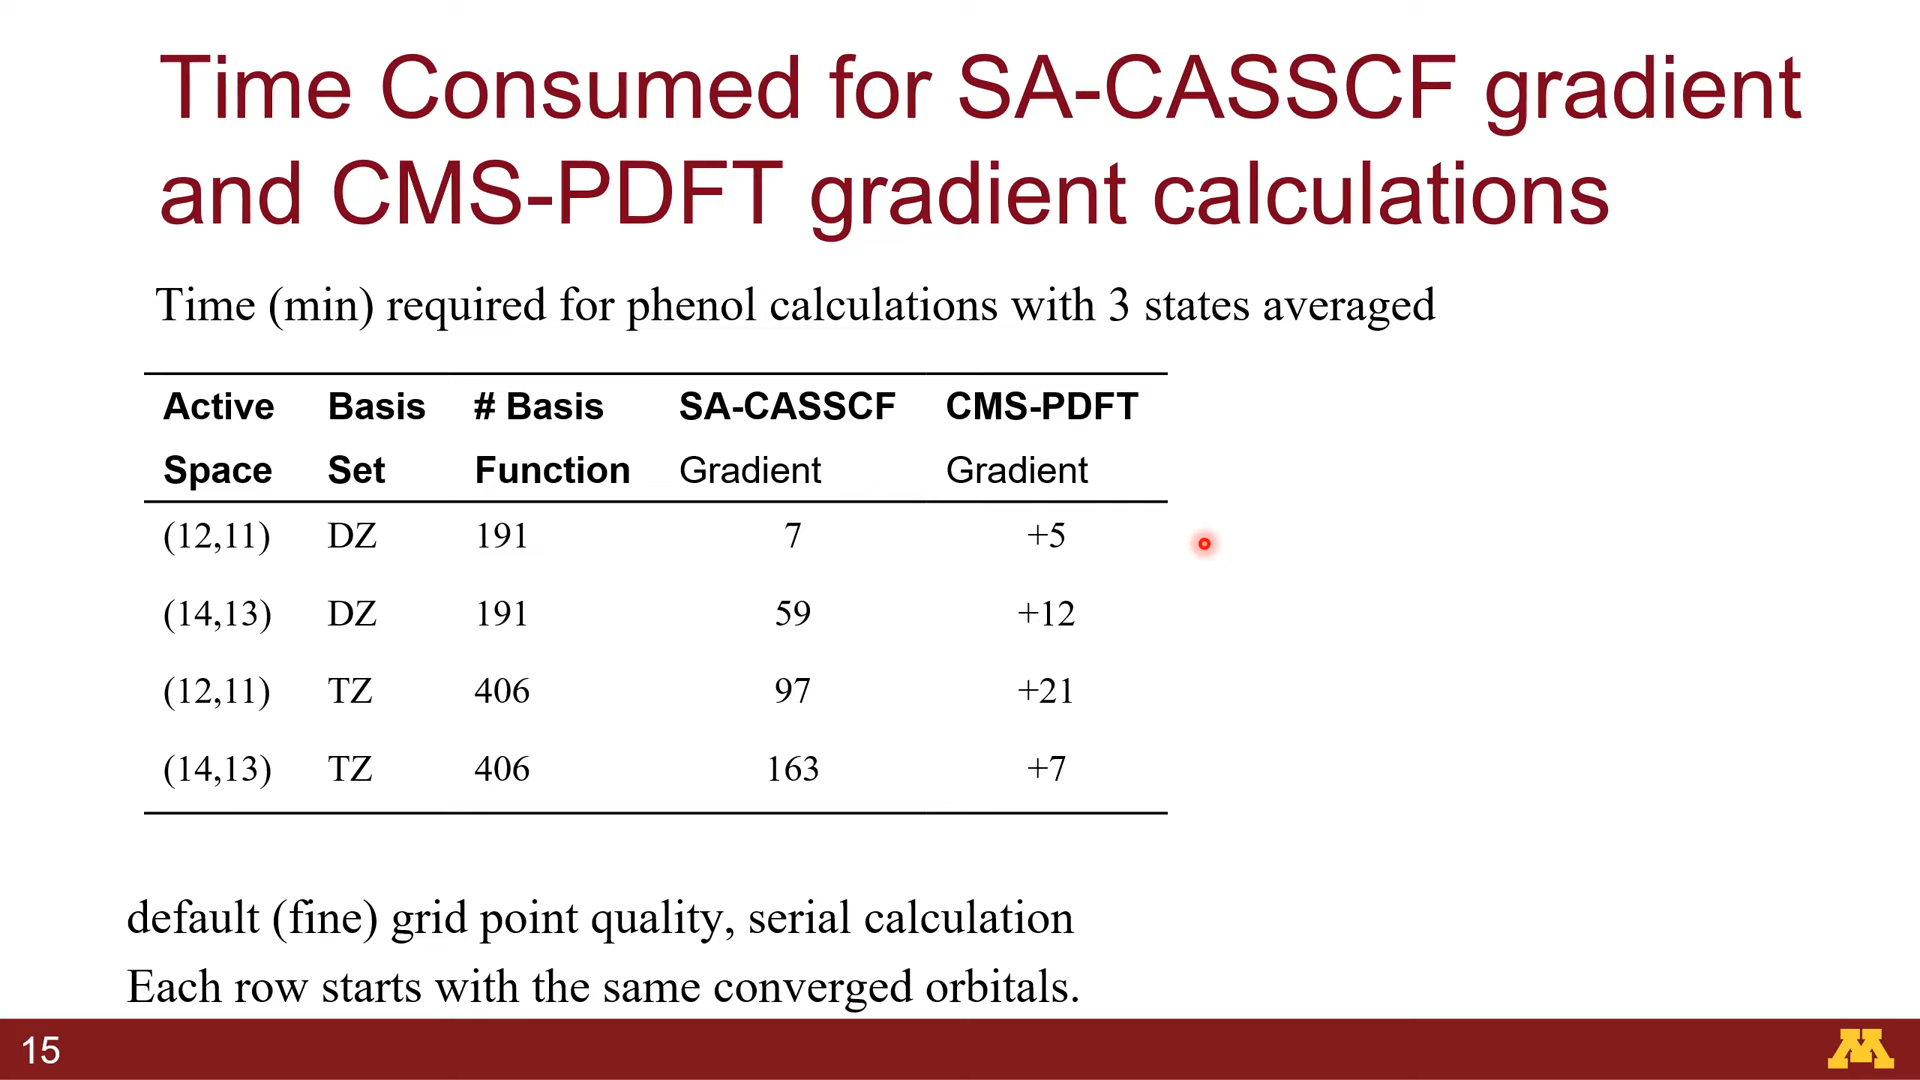 Time Consumed for SA-CASSCF gradient
and CMS-PDFT gradient calculations
Time (min) required for phenol calculations with 3 states averaged
Active Basis # Basis SA-CASSCF CMS-PDFT
Space Set Function Gradient Gradient
(12,11) DZ 191 7 +5
(14,13) DZ 191 59 +12
(12,11) TZ 406 97 +21
(14,13) TZ 406 163 +7
default (fine) grid point quality, serial calculation
Each row starts with the same converged orbitals.
15 M